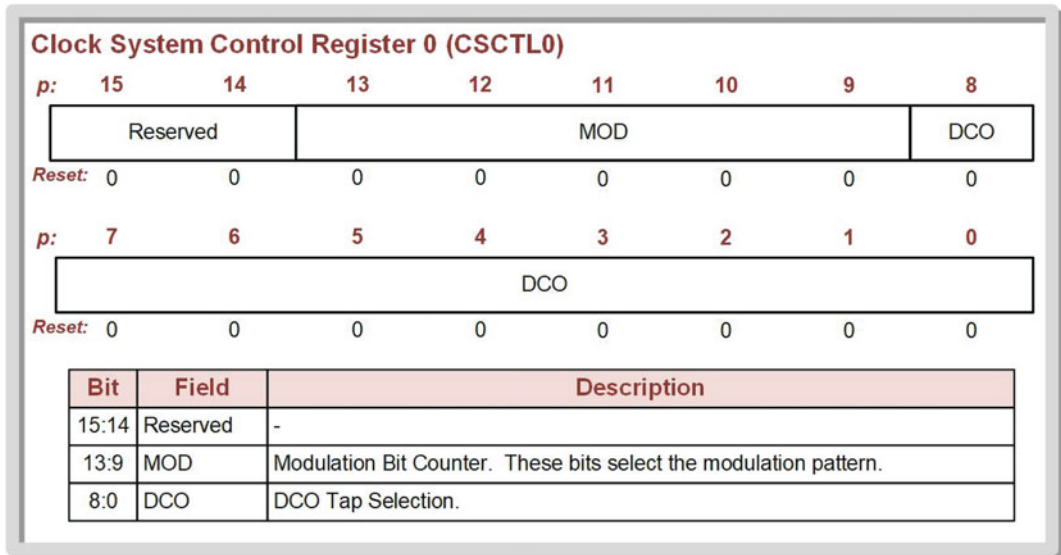 Clock System Control Register 0 (CSCTL0)
p: 15 14 13 12 11 10 9 8
Reserved MOD DCO
Reset: 0 0 0 0 0 0 0 0
p: 7 6 5 4 3 2 1 0
DCO
Reset: 0 0 0 0 0 0 0 0
Bit Field Description
15:14 Reserved -
13:9 MOD Modulation Bit Counter. These bits select the modulation pattern.
8:0 DCO DCO Tap Selection.